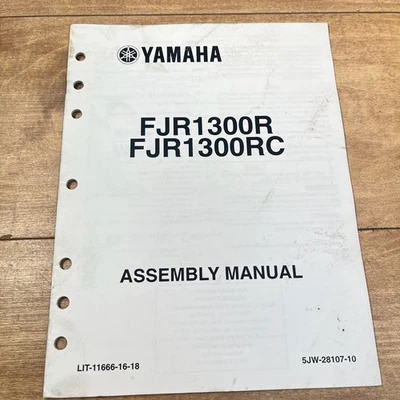 YAMAHA
FJR1300R
FJR1300RC
ASSEMBLY MANUAL
LIT-11666-16-18 5JW-28107-10